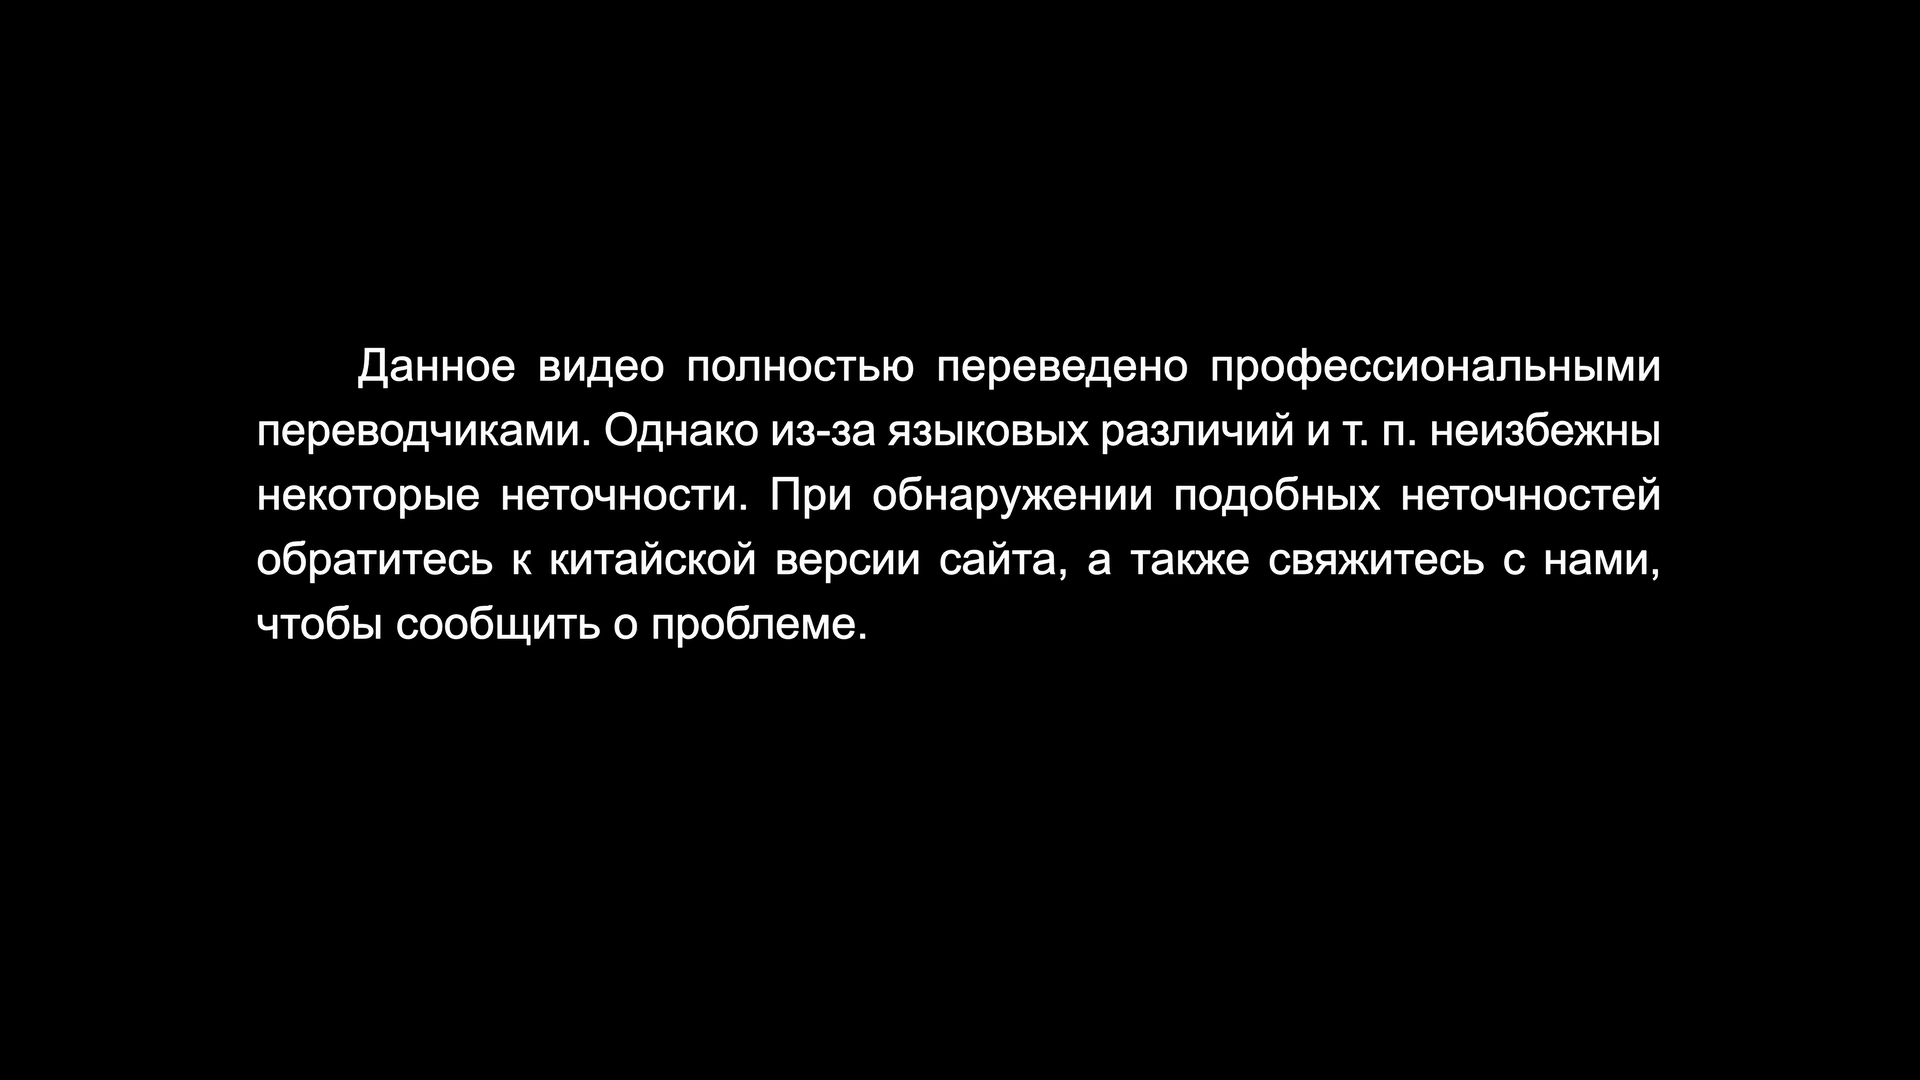 Данное видео полностью переведено профессиональными
переводчиками. Однако из-за языковых различий и т. п. неизбежны
некоторые неточности. При обнаружении подобных неточностей
обратитесь к китайской версии сайта, а также свяжитесь с нами,
чтобы сообщить о проблеме.